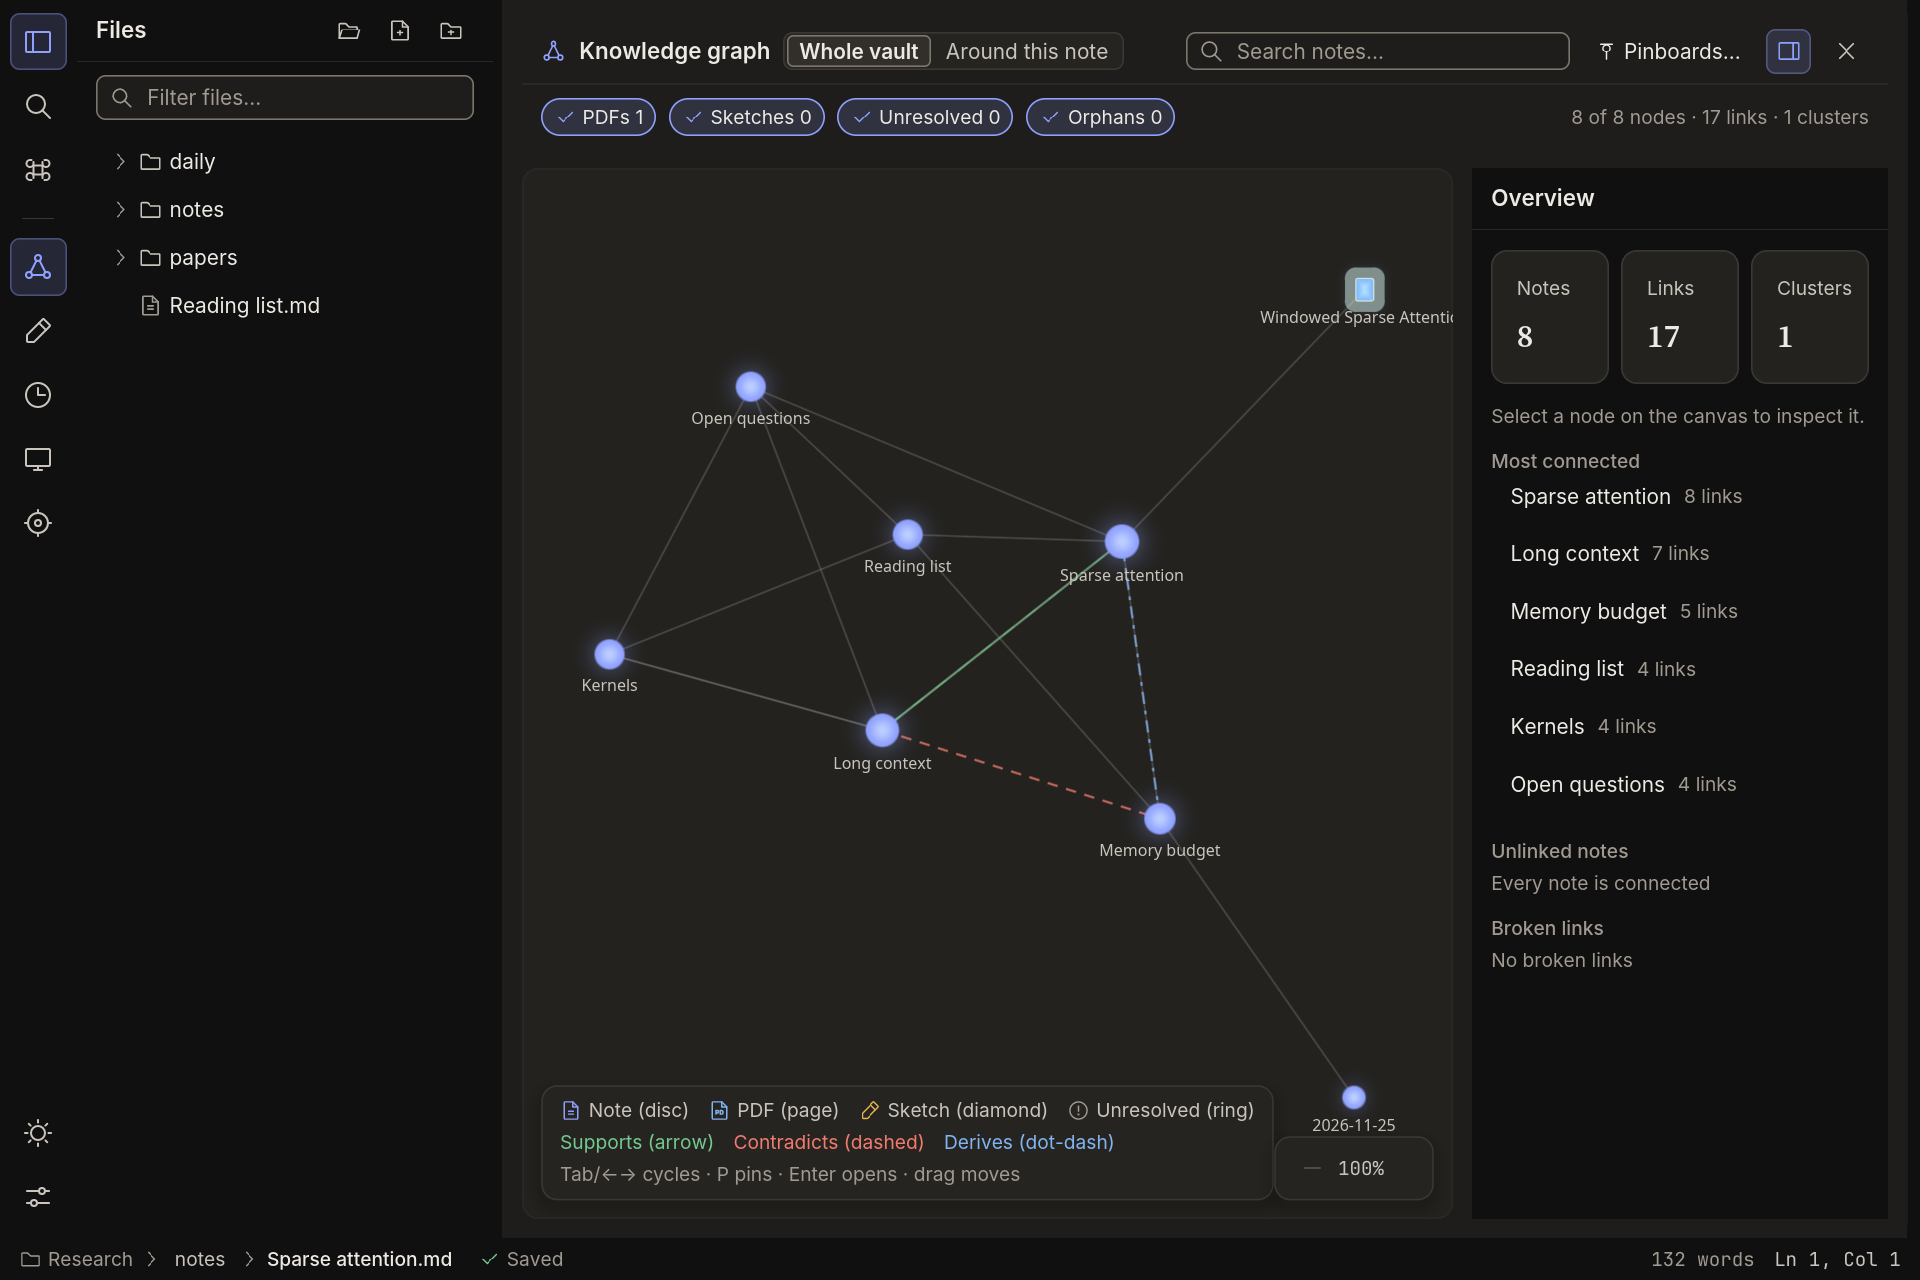 Files
Filter files...
daily
notes
papers
Reading list.md
Knowledge graph
Whole vault
Around this note
Search notes...
Pinboards...
PDFs 1
Sketches 0
Unresolved 0
Orphans 0
8 of 8 nodes · 17 links · 1 clusters
Windowed Sparse Attentio
Open questions
Reading list
Sparse attention
Kernels
Long context
Memory budget
2026-11-25
Note (disc)
PDF (page)
Sketch (diamond)
Unresolved (ring)
Supports (arrow)
Contradicts (dashed)
Derives (dot-dash)
Tab/←→ cycles · P pins · Enter opens · drag moves
— 100%
Overview
Notes
8
Links
17
Clusters
1
Select a node on the canvas to inspect it.
Most connected
Sparse attention 8 links
Long context 7 links
Memory budget 5 links
Reading list 4 links
Kernels 4 links
Open questions 4 links
Unlinked notes
Every note is connected
Broken links
No broken links
Research
notes
Sparse attention.md
Saved
132 words
Ln 1, Col 1